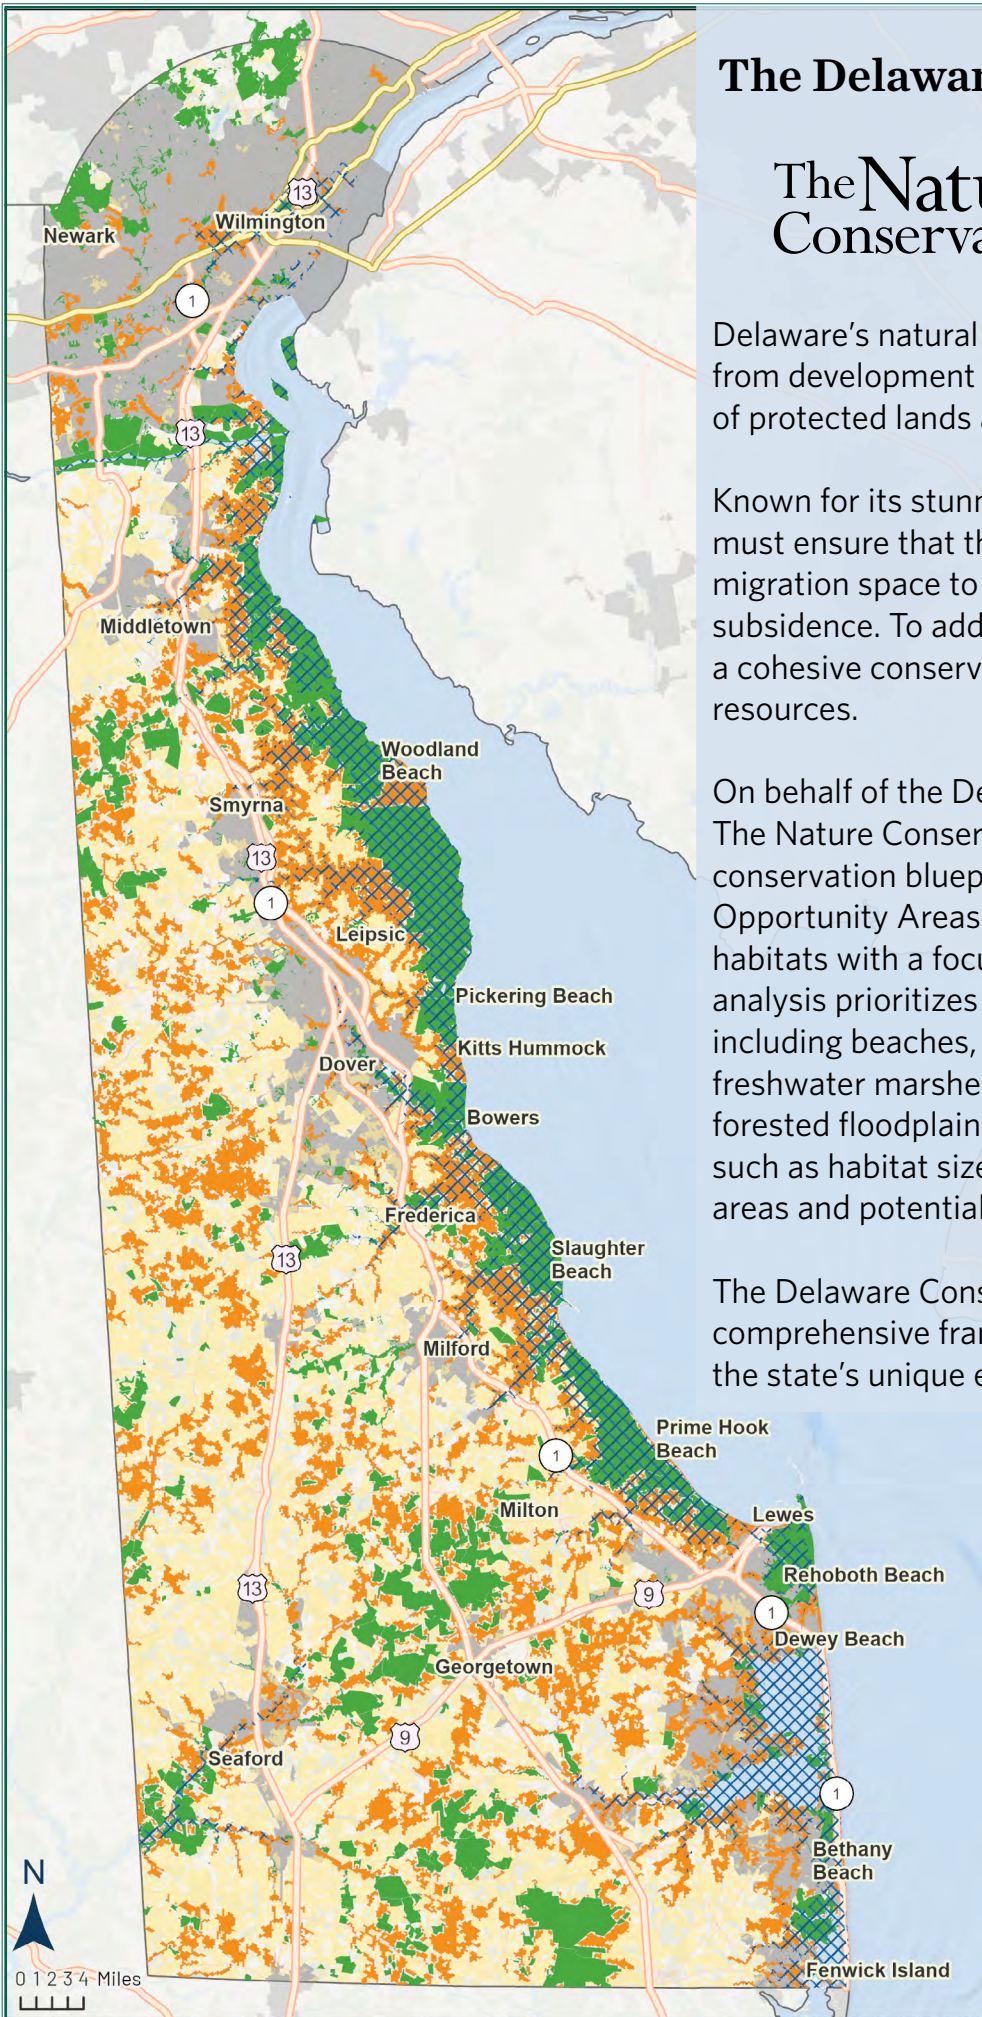 The Delawar
The Natu
Conserva
Delaware's natural
from development
of protected lands a
Known for its stunn
must ensure that th
migration space to
subsidence. To add
a cohesive conserv
resources.
On behalf of the De
The Nature Conser
conservation bluep
Opportunity Areas
habitats with a focu
analysis prioritizes
including beaches,
freshwater marshe
forested floodplain
such as habitat size
areas and potential
The Delaware Cons
comprehensive fran
the state's unique e
13
Wilmington
Newark
1
13
Middletown
Woodland
Beach
Smyrna
13
1
Leipsic
Pickering Beach
Kitts Hummock
Dover
Bowers
Frederica
13
Slaughter
Beach
Milford
Prime Hook
Beach
1
Milton
Lewes
Rehoboth Beach
13
9
1
Dewey Beach
Georgetown
9
Seaford
1
Bethany
Beach
N
Fenwick Island
0 1 2 3 4 Miles